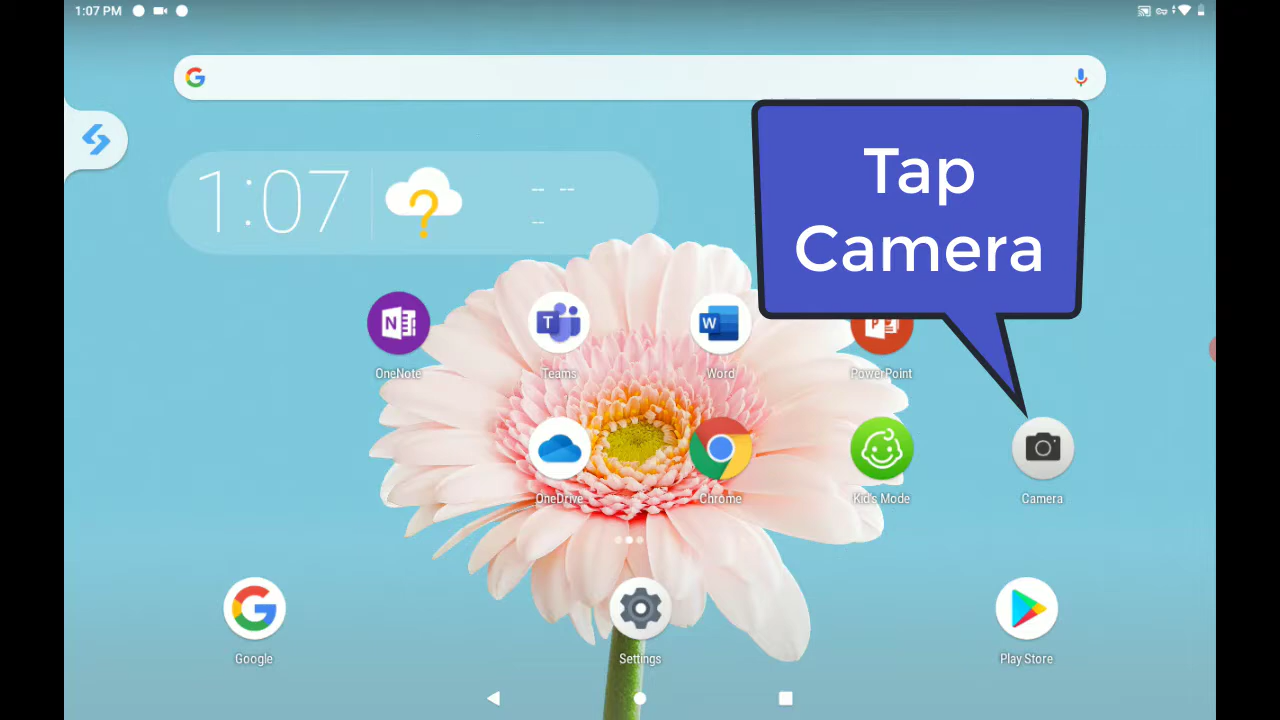 1:07 PM
1:07
-- --
--
Tap
Camera
OneNote
Teams
Word
PowerPoint
OneDrive
Chrome
Kid's Mode
Camera
Google
Settings
Play Store